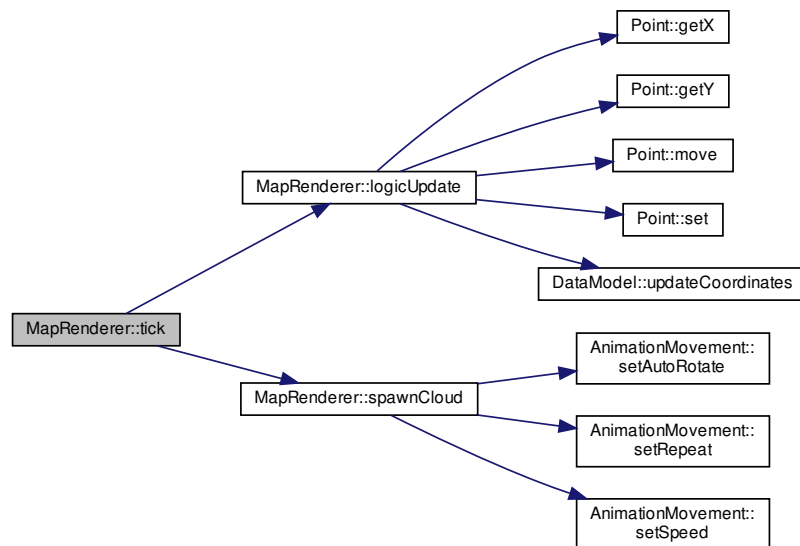 Point::getX
Point::getY
Point::move
MapRenderer::logicUpdate
Point::set
DataModel::updateCoordinates
MapRenderer::tick
AnimationMovement::
setAutoRotate
MapRenderer::spawnCloud
AnimationMovement::
setRepeat
AnimationMovement::
setSpeed